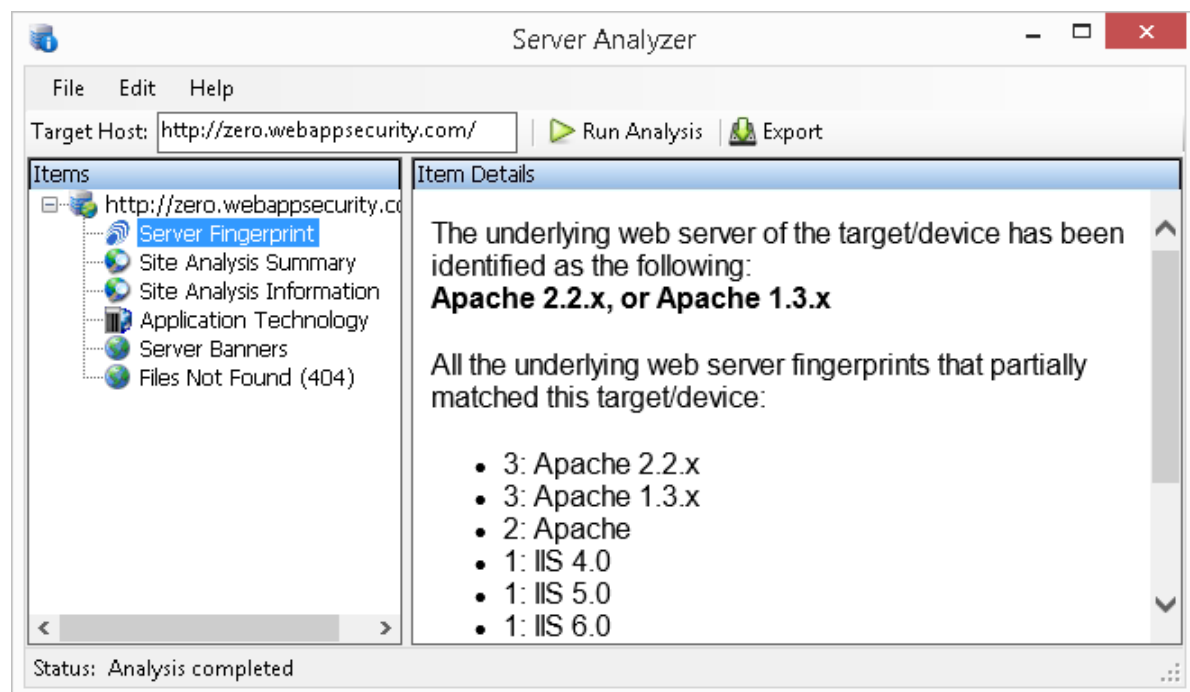 Server Analyzer
File Edit Help
Target Host: http://zero.webappsecurity.com/ Run Analysis Export
Items
http://zero.webappsecurity.co
Server Fingerprint
Site Analysis Summary
Site Analysis Information
Application Technology
Server Banners
Files Not Found (404)
Item Details
The underlying web server of the target/device has been
identified as the following:
Apache 2.2.x, or Apache 1.3.x
All the underlying web server fingerprints that partially
matched this target/device:
• 3: Apache 2.2.x
• 3: Apache 1.3.x
• 2: Apache
• 1: IIS 4.0
• 1: IIS 5.0
• 1: IIS 6.0
Status: Analysis completed